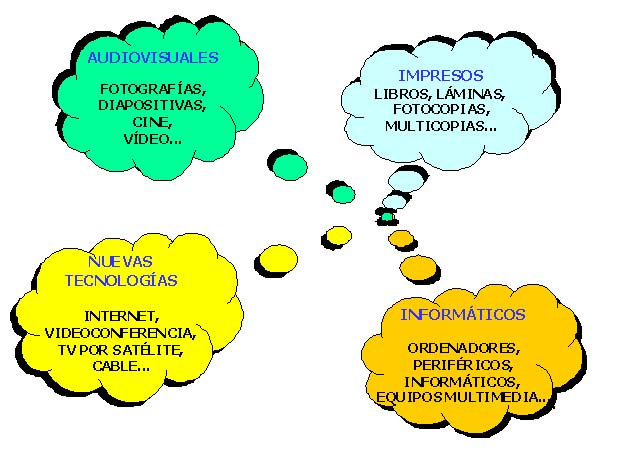 AUDIOVISUALES
FOTOGRAFÍAS,
DIAPOSITIVAS,
CINE,
VÍDEO...
IMPRESOS
LIBROS, LÁMINAS,
FOTOCOPIAS,
MULTICOPIAS...
NUEVAS
TECNOLOGÍAS
INTERNET,
VIDEOCONFERENCIA,
TV POR SATÉLITE,
CABLE...
INFORMÁTICOS
ORDENADORES,
PERIFÉRICOS,
INFORMÁTICOS,
EQUIPOS MULTIMEDIA...